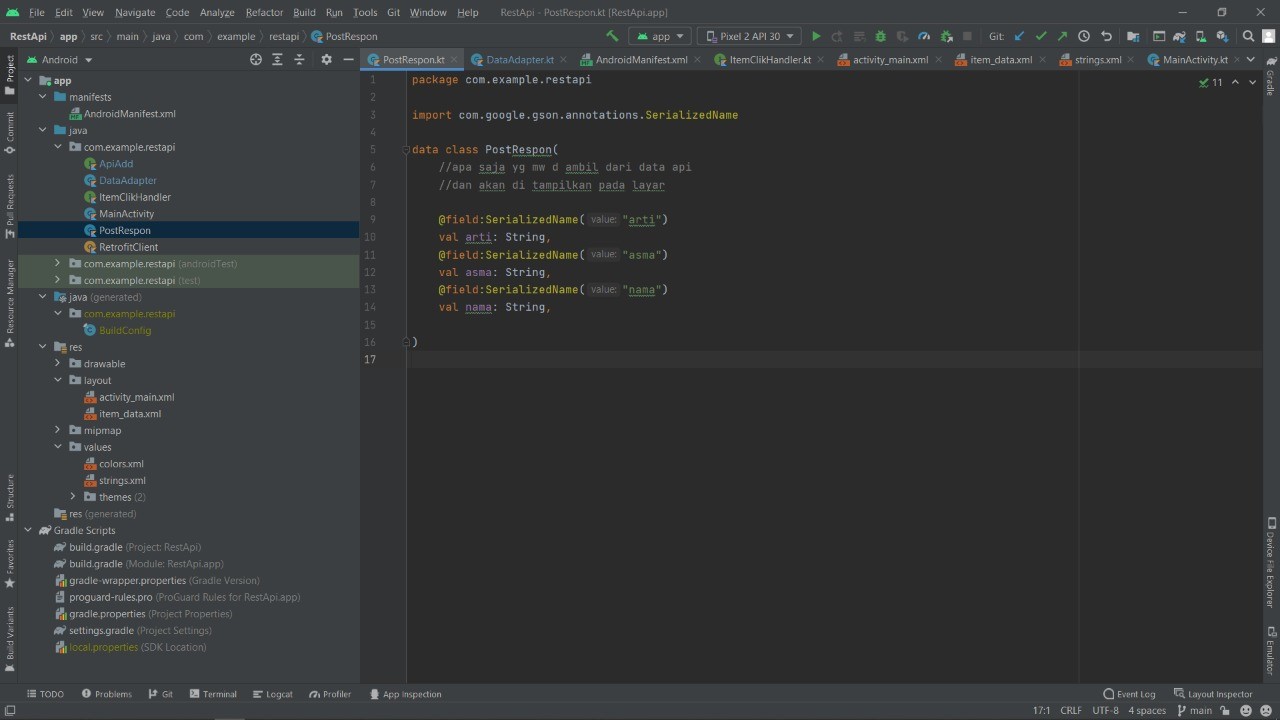 File Edit View Navigate Code Analyze Refactor Build Run Tools Git Window Help RestApi - PostRespon.kt [RestApi.app]
RestApi app src main java com example restapi PostRespon app Pixel 2 API 30 Git:
Android
PostRespon.kt DataAdapter.kt AndroidManifest.xml ItemClikHandler.kt activity_main.xml item_data.xml strings.xml MainActivity.kt
Project
Commit
Pull Requests
Resource Manager
Structure
Favorites
Build Variants
app
manifests
AndroidManifest.xml
java
com.example.restapi
ApiAdd
DataAdapter
ItemClikHandler
MainActivity
PostRespon
RetrofitClient
com.example.restapi (androidTest)
com.example.restapi (test)
java (generated)
com.example.restapi
BuildConfig
res
drawable
layout
activity_main.xml
item_data.xml
mipmap
values
colors.xml
strings.xml
themes (2)
res (generated)
Gradle Scripts
build.gradle (Project: RestApi)
build.gradle (Module: RestApi.app)
gradle-wrapper.properties (Gradle Version)
proguard-rules.pro (ProGuard Rules for RestApi.app)
gradle.properties (Project Properties)
settings.gradle (Project Settings)
local.properties (SDK Location)
1 package com.example.restapi
11
2
3 import com.google.gson.annotations.SerializedName
4
5 data class PostRespon(
6 //apa saja yg mw d ambil dari data api
7 //dan akan di tampilkan pada layar
8
9 @field:SerializedName( value: "arti")
10 val arti: String,
11 @field:SerializedName( value: "asma")
12 val asma: String,
13 @field:SerializedName( value: "nama")
14 val nama: String,
15
16 )
17
Gradle
Device File Explorer
Emulator
TODO Problems Git Terminal Logcat Profiler App Inspection Event Log Layout Inspector
17:1 CRLF UTF-8 4 spaces main